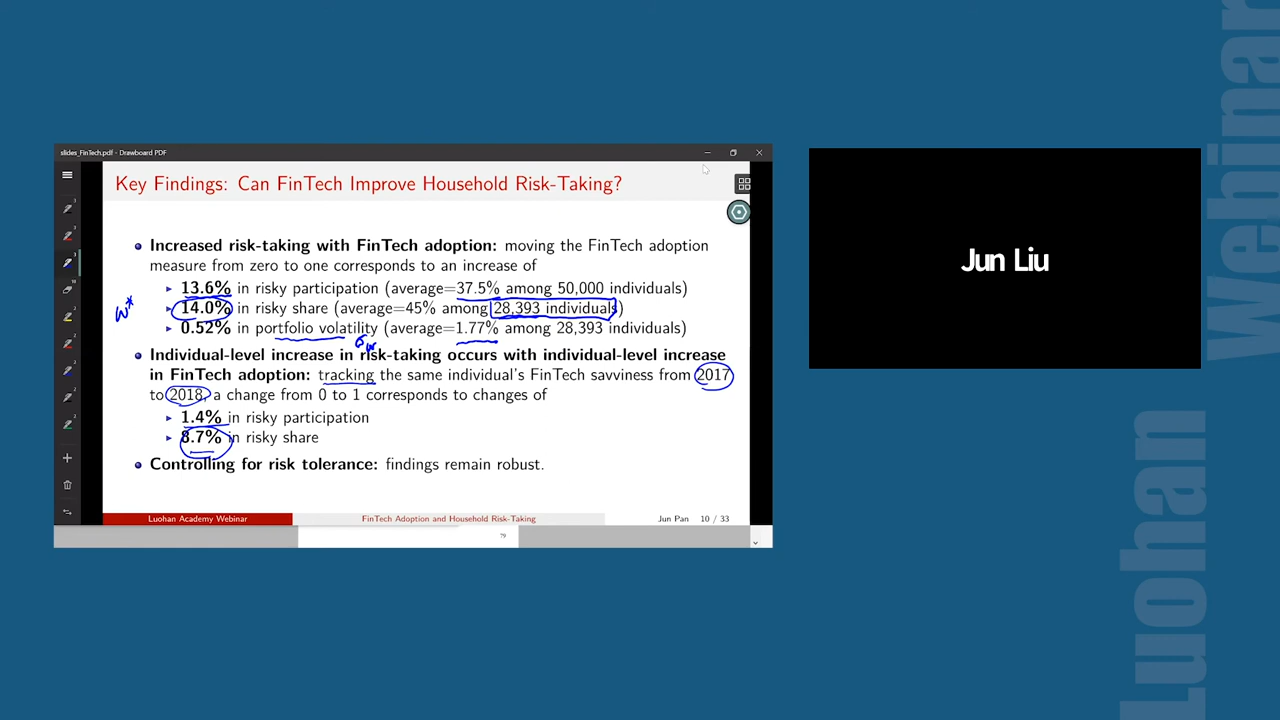 slides_FinTech.pdf - Drawboard PDF
Key Findings: Can FinTech Improve Household Risk-Taking?
Increased risk-taking with FinTech adoption: moving the FinTech adoption
measure from zero to one corresponds to an increase of
13.6% in risky participation (average=37.5% among 50,000 individuals)
14.0% in risky share (average=45% among 28,393 individuals)
w*
0.52% in portfolio volatility (average=1.77% among 28,393 individuals)
σw
Individual-level increase in risk-taking occurs with individual-level increase
in FinTech adoption: tracking the same individual's FinTech savviness from 2017
to 2018, a change from 0 to 1 corresponds to changes of
1.4% in risky participation
8.7% in risky share
Controlling for risk tolerance: findings remain robust.
Luohan Academy Webinar FinTech Adoption and Household Risk-Taking Jun Pan 10 / 33
79
Jun Liu
Luohan Webinar